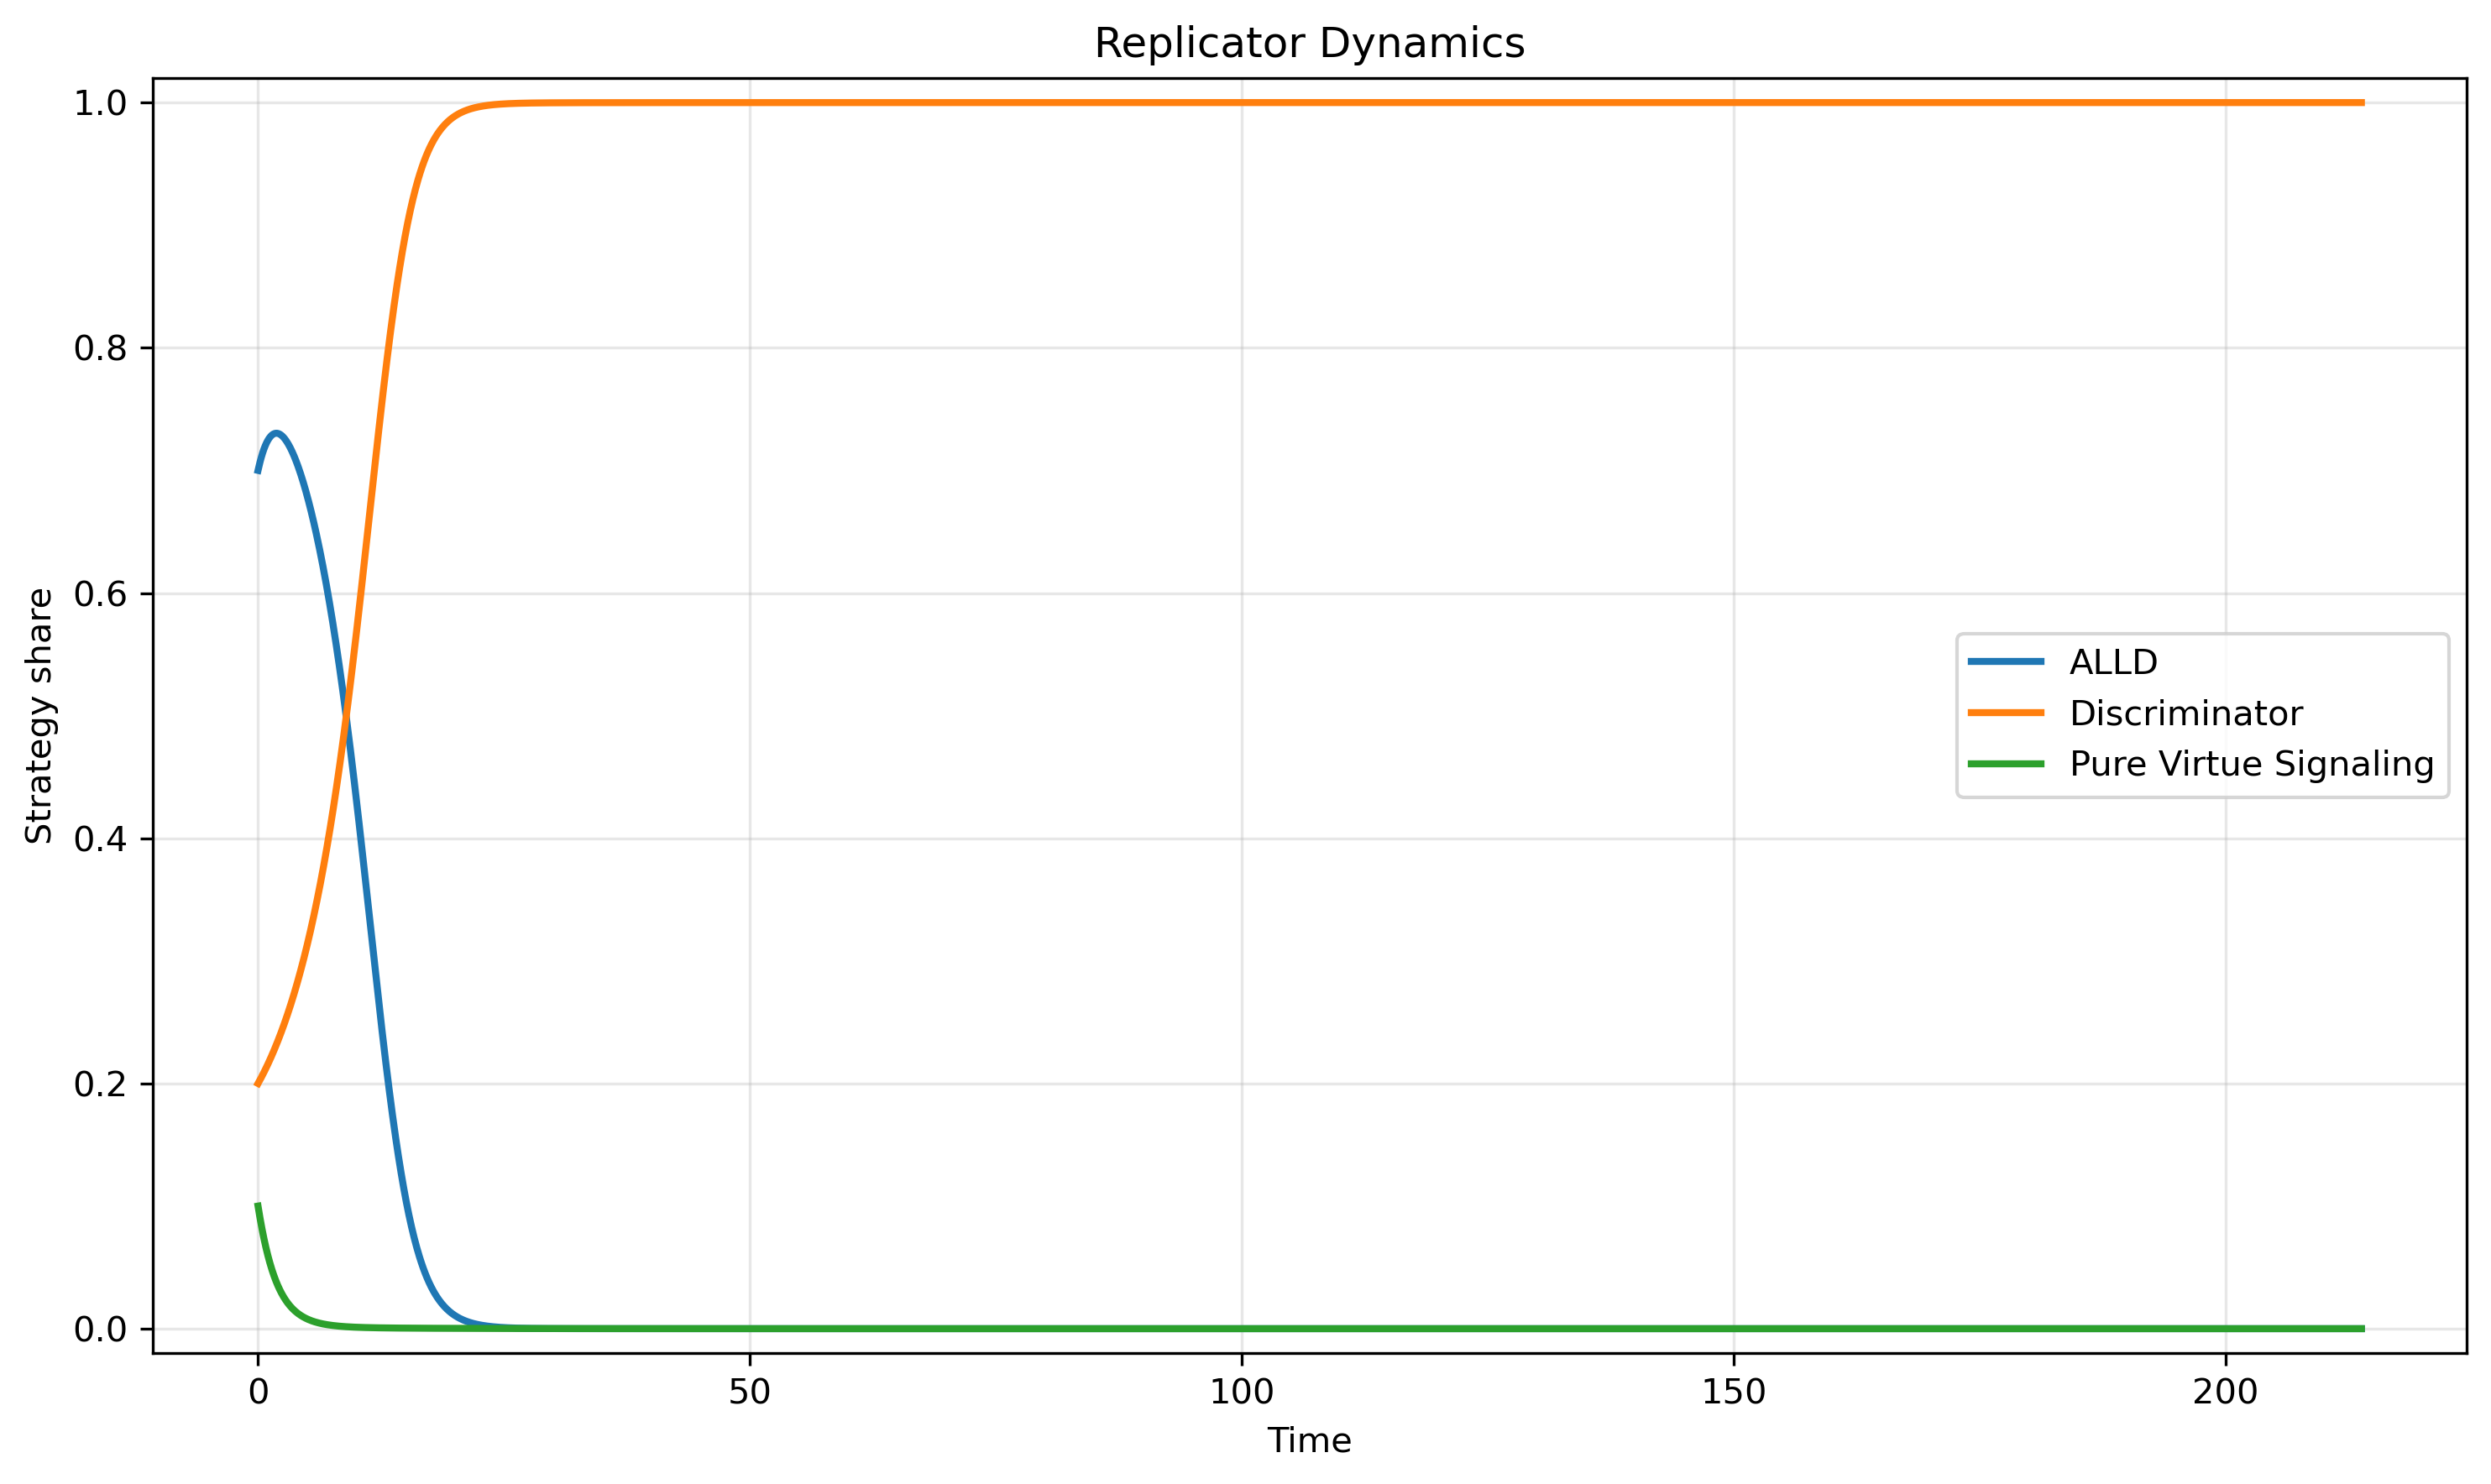 Replicator Dynamics
Strategy share
1.0
0.8
0.6
0.4
0.2
0.0
ALLD
Discriminator
Pure Virtue Signaling
0 50 100 150 200
Time